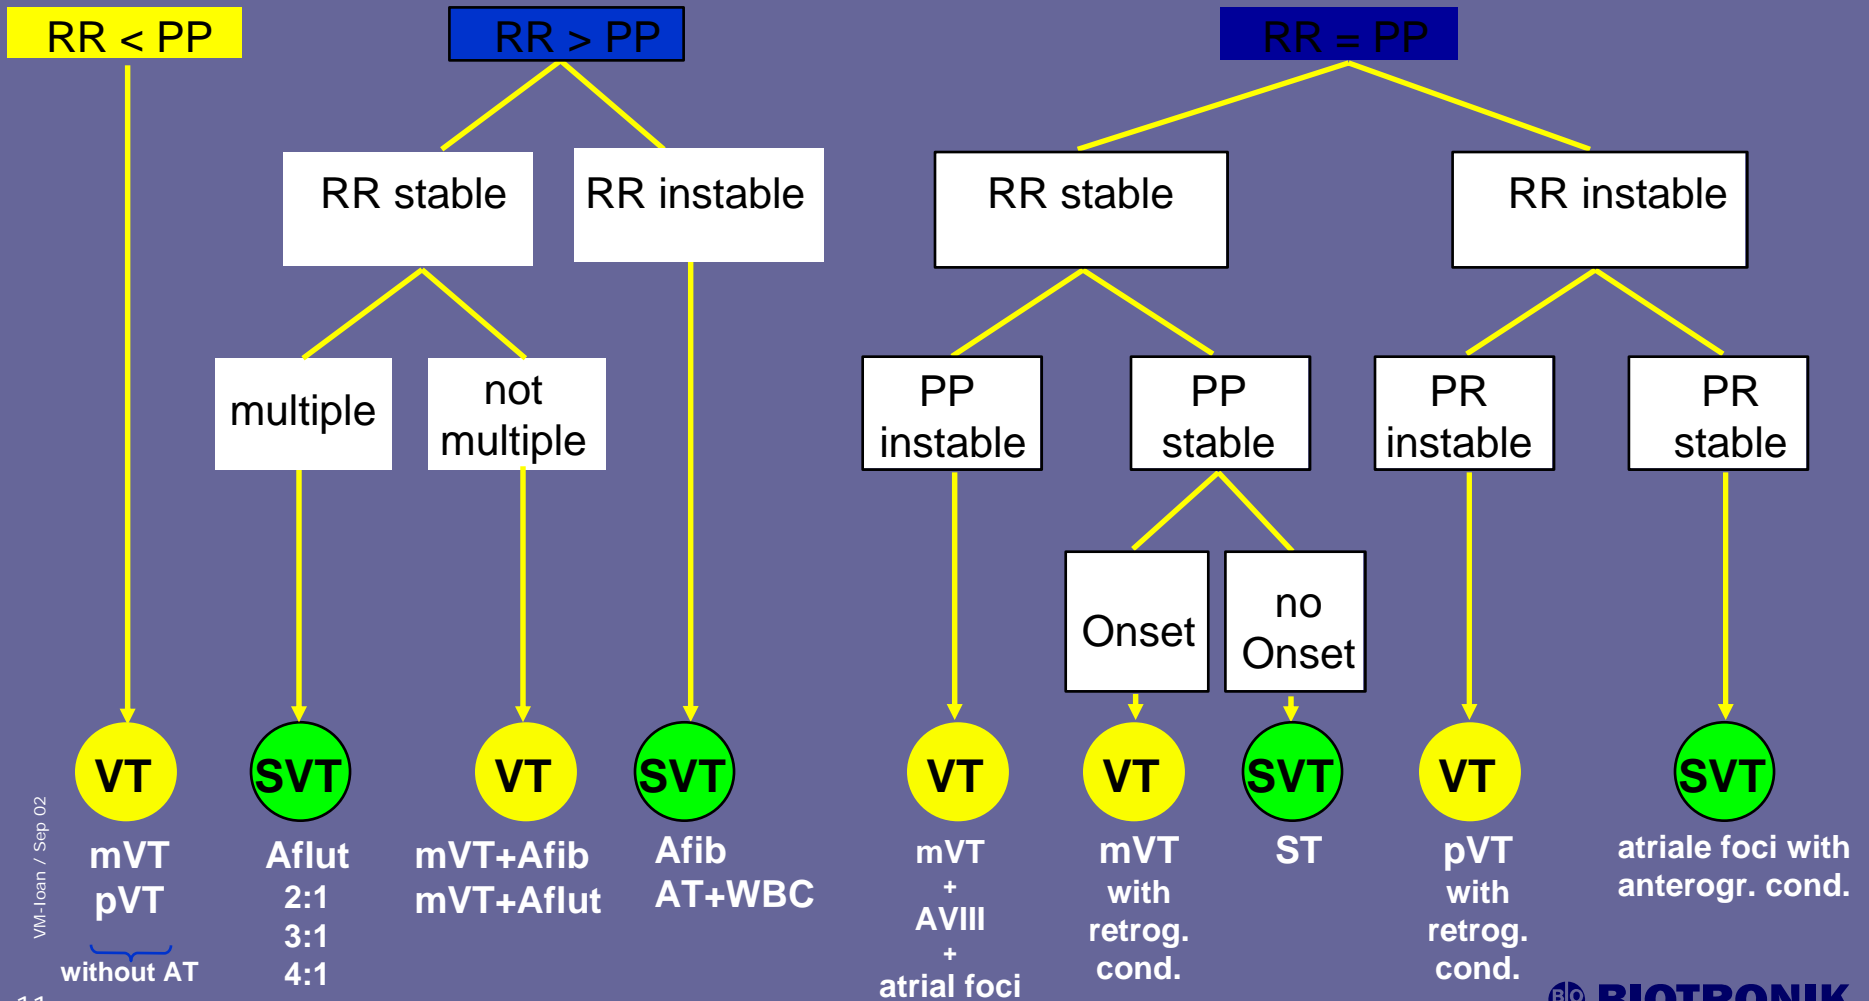 RR < PP
RR > PP
RR = PP
RR stable
RR instable
RR stable
RR instable
multiple
not
multiple
PP
instable
PP
stable
PR
instable
PR
stable
Onset
no
Onset
VT
SVT
VT
SVT
VT
VT
SVT
VT
SVT
mVT
pVT
without AT
Aflut
2:1
3:1
4:1
mVT+Afib
mVT+Aflut
Afib
AT+WBC
mVT
+
AVIII
+
atrial foci
mVT
with
retrog.
cond.
ST
pVT
with
retrog.
cond.
atriale foci with
anterogr. cond.
VM-Ioan / Sep 02
11
BIOTRONIK